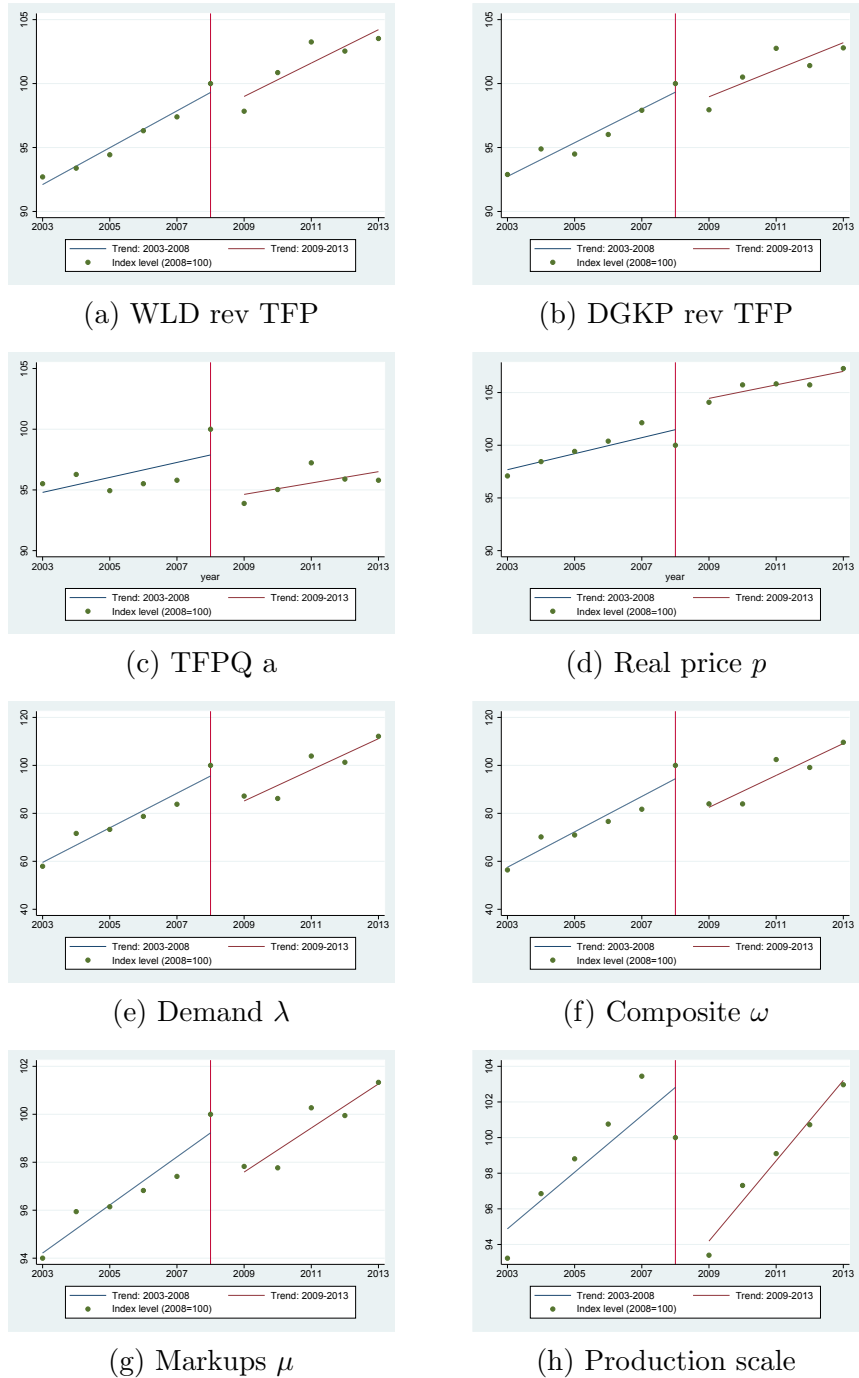 105
100
95
90
2003 2005 2007 2009 2011 2013
Trend: 2003-2008 Trend: 2009-2013
Index level (2008=100)
(a) WLD rev TFP
105
100
95
90
2003 2005 2007 2009 2011 2013
Trend: 2003-2008 Trend: 2009-2013
Index level (2008=100)
(b) DGKP rev TFP
105
100
95
90
2003 2005 2007 2009 2011 2013
year
Trend: 2003-2008 Trend: 2009-2013
Index level (2008=100)
(c) TFPQ a
105
100
95
90
2003 2005 2007 2009 2011 2013
year
Trend: 2003-2008 Trend: 2009-2013
Index level (2008=100)
(d) Real price p
120
100
80
60
40
2003 2005 2007 2009 2011 2013
Trend: 2003-2008 Trend: 2009-2013
Index level (2008=100)
(e) Demand λ
120
100
80
60
40
2003 2005 2007 2009 2011 2013
Trend: 2003-2008 Trend: 2009-2013
Index level (2008=100)
(f) Composite ω
102
100
98
96
94
2003 2005 2007 2009 2011 2013
Trend: 2003-2008 Trend: 2009-2013
Index level (2008=100)
(g) Markups μ
104
102
100
98
96
94
2003 2005 2007 2009 2011 2013
Trend: 2003-2008 Trend: 2009-2013
Index level (2008=100)
(h) Production scale